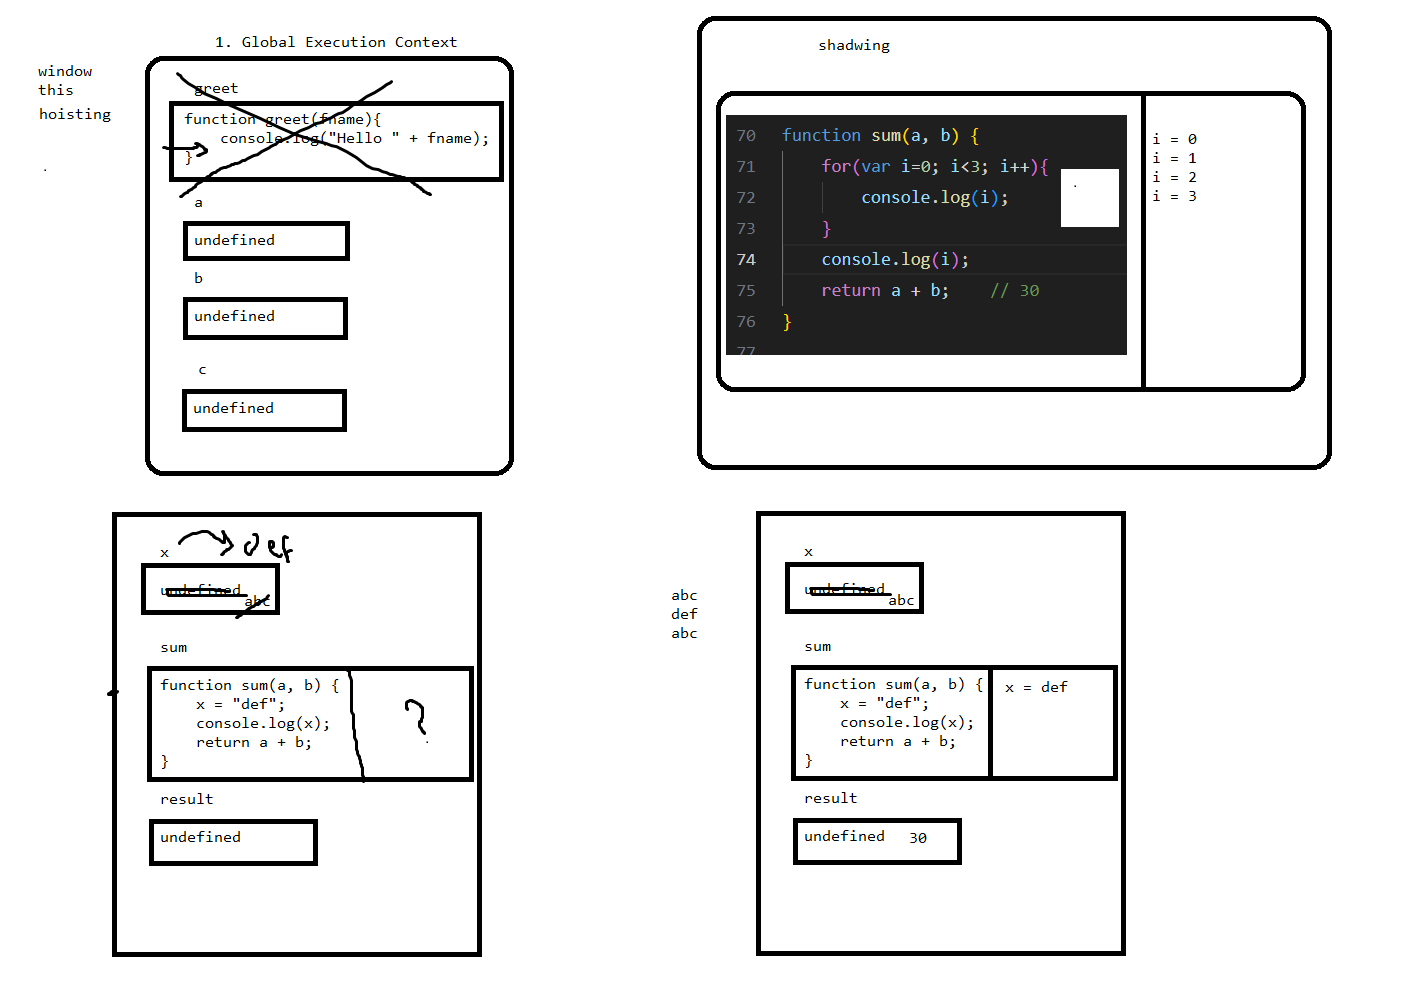 1. Global Execution Context
window
this
hoisting
greet
function greet(fname){
console.log("Hello " + fname);
}
a
undefined
b
undefined
c
undefined
shadwing
70 function sum(a, b) {
71 for(var i=0; i<3; i++){
72 console.log(i);
73 }
74 console.log(i);
75 return a + b; // 30
76 }
77
i = 0
i = 1
i = 2
i = 3
x def
undefined
abc
sum
function sum(a, b) {
x = "def";
console.log(x);
return a + b;
}
?
result
undefined
abc
def
abc
x
undefined
abc
sum
function sum(a, b) {
x = "def";
console.log(x);
return a + b;
}
x = def
result
undefined 30